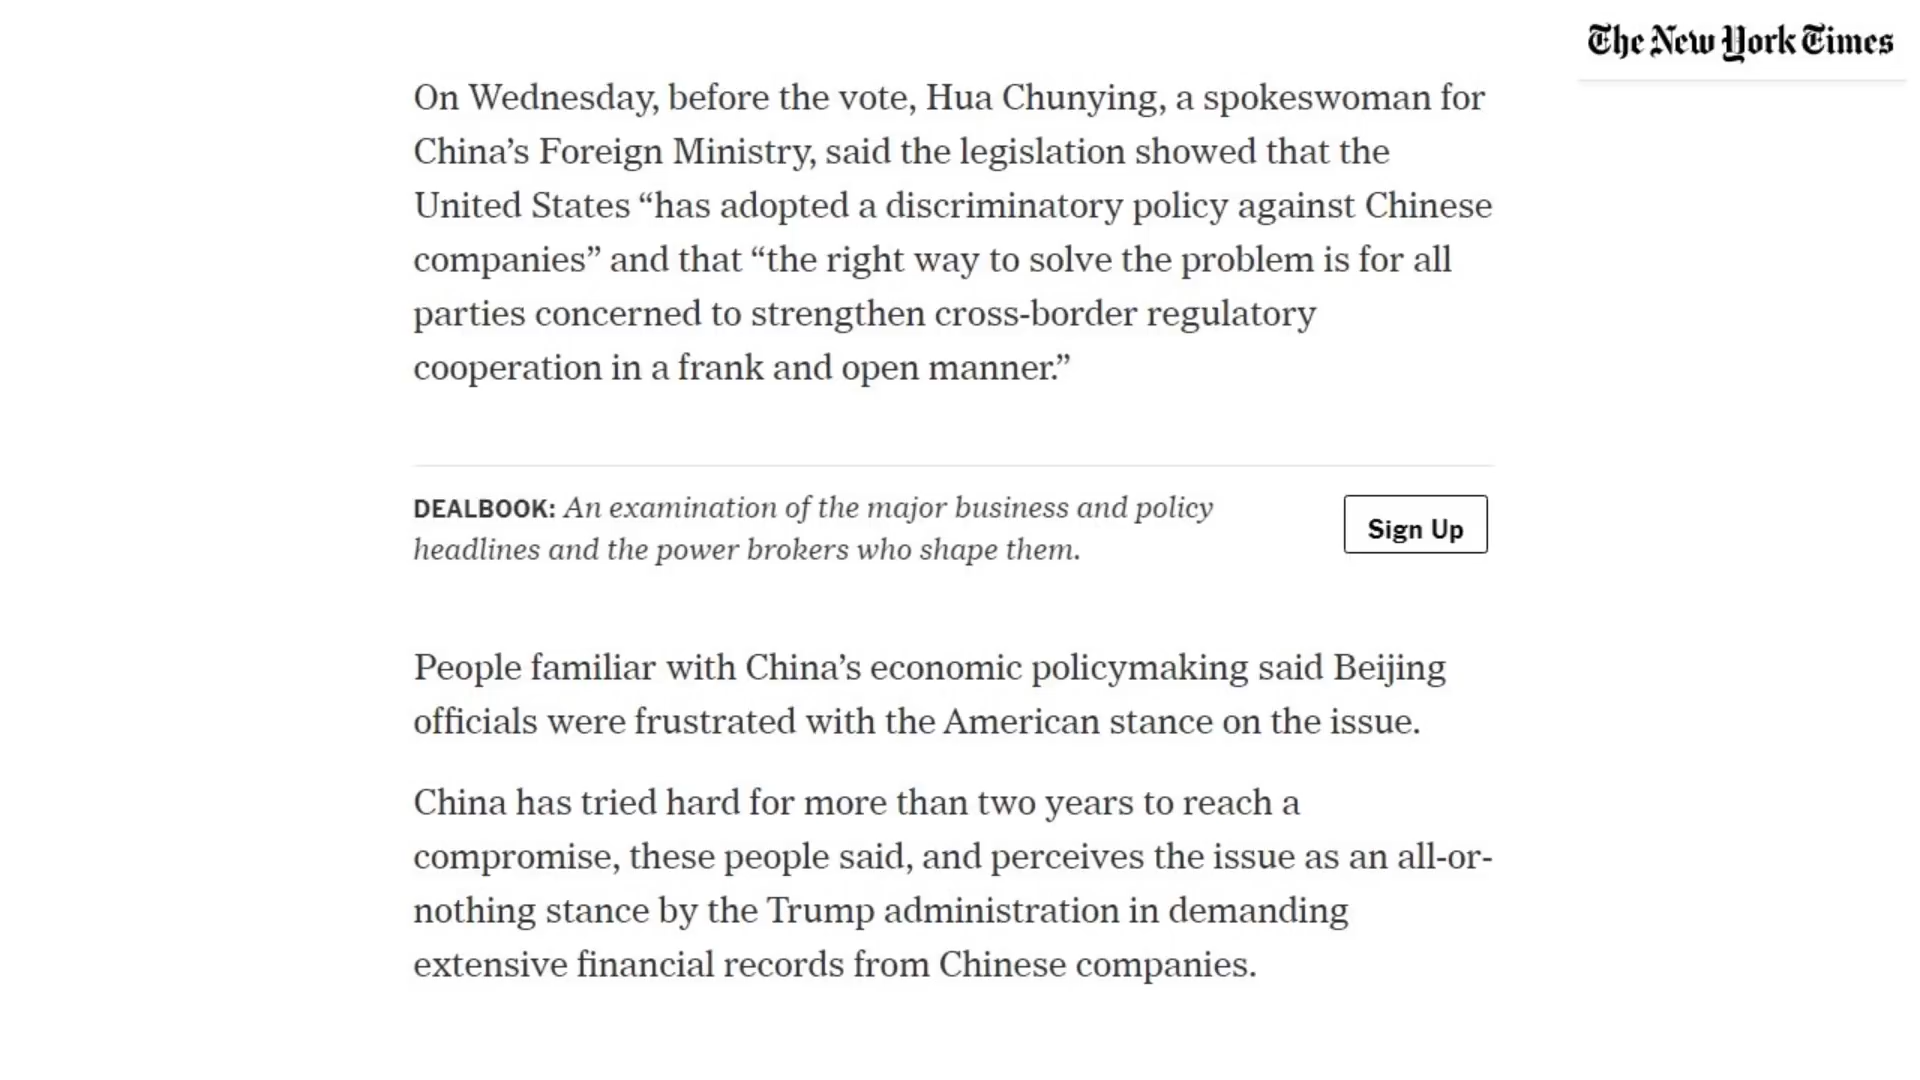 The New York Times
On Wednesday, before the vote, Hua Chunying, a spokeswoman for
China’s Foreign Ministry, said the legislation showed that the
United States “has adopted a discriminatory policy against Chinese
companies” and that “the right way to solve the problem is for all
parties concerned to strengthen cross-border regulatory
cooperation in a frank and open manner.”
DEALBOOK: An examination of the major business and policy
headlines and the power brokers who shape them.
Sign Up
People familiar with China’s economic policymaking said Beijing
officials were frustrated with the American stance on the issue.
China has tried hard for more than two years to reach a
compromise, these people said, and perceives the issue as an all-or-
nothing stance by the Trump administration in demanding
extensive financial records from Chinese companies.